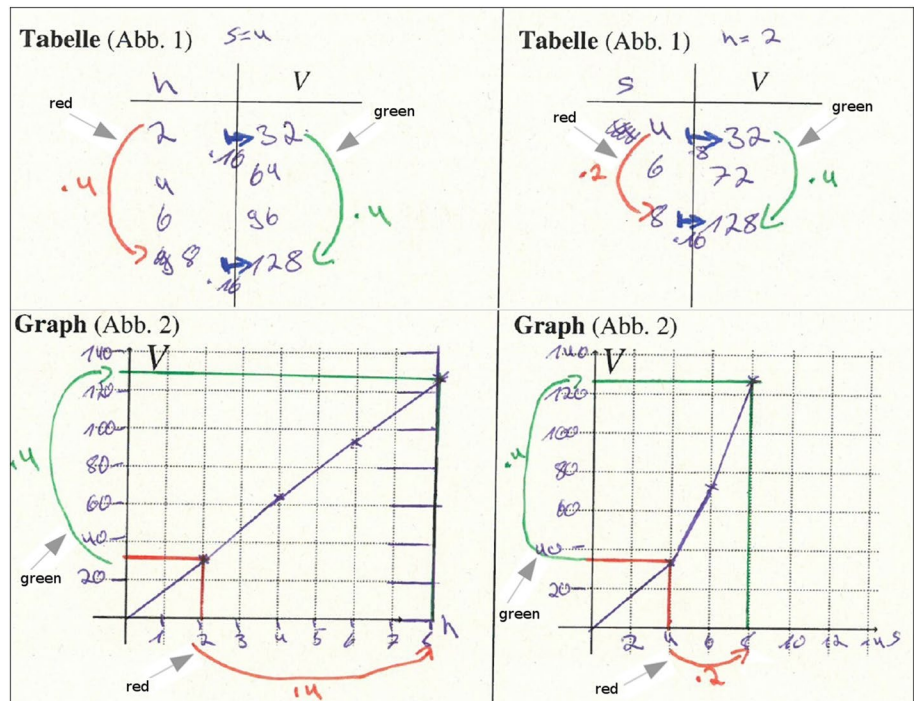 Tabelle (Abb. 1) s=4
h V
red
green
2 32
·16
·4
4 64
6 96
·4
8 128
·16
Tabelle (Abb. 1) h=2
s V
red
green
4 32
·8
·2
6 72
·4
8 128
·16
Graph (Abb. 2)
V
140
120
100
80
60
40
20
·4
green
1 2 3 4 5 6 7 8 h
red
·4
Graph (Abb. 2)
V
140
120
100
80
60
40
20
·4
green
2 4 6 8 10 12 14 s
red
·2